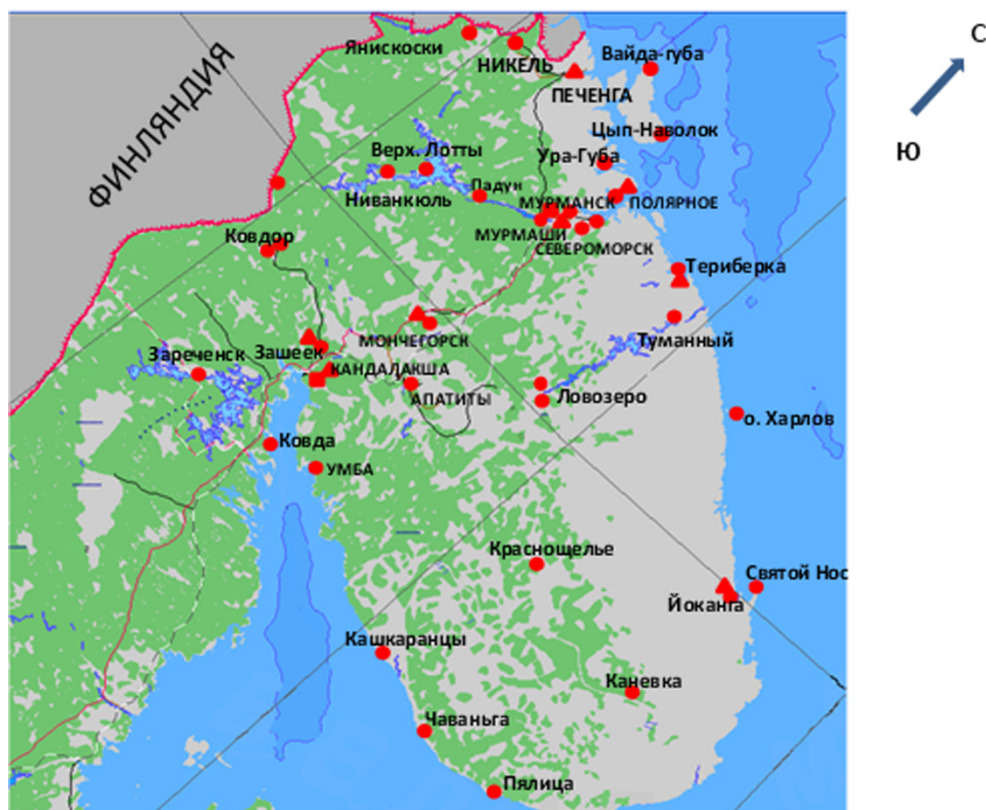 С
Ю
ФИНЛЯНДИЯ
Янискоски
НИКЕЛЬ
Вайда-губа
ПЕЧЕНГА
Цып-Наволок
Верх. Лотты
Ура-Губа
Падун
Ниванкюль
МУРМАНСК
ПОЛЯРНОЕ
МУРМАШИ
СЕВЕРОМОРСК
Ковдор
Териберка
Туманный
МОНЧЕГОРСК
Зареченск
Зашеек
КАНДАЛАКША
АПАТИТЫ
Ловозеро
о. Харлов
Ковда
УМБА
Краснощелье
Святой Нос
Йоканга
Кашкаранцы
Каневка
Чаваньга
Пялица